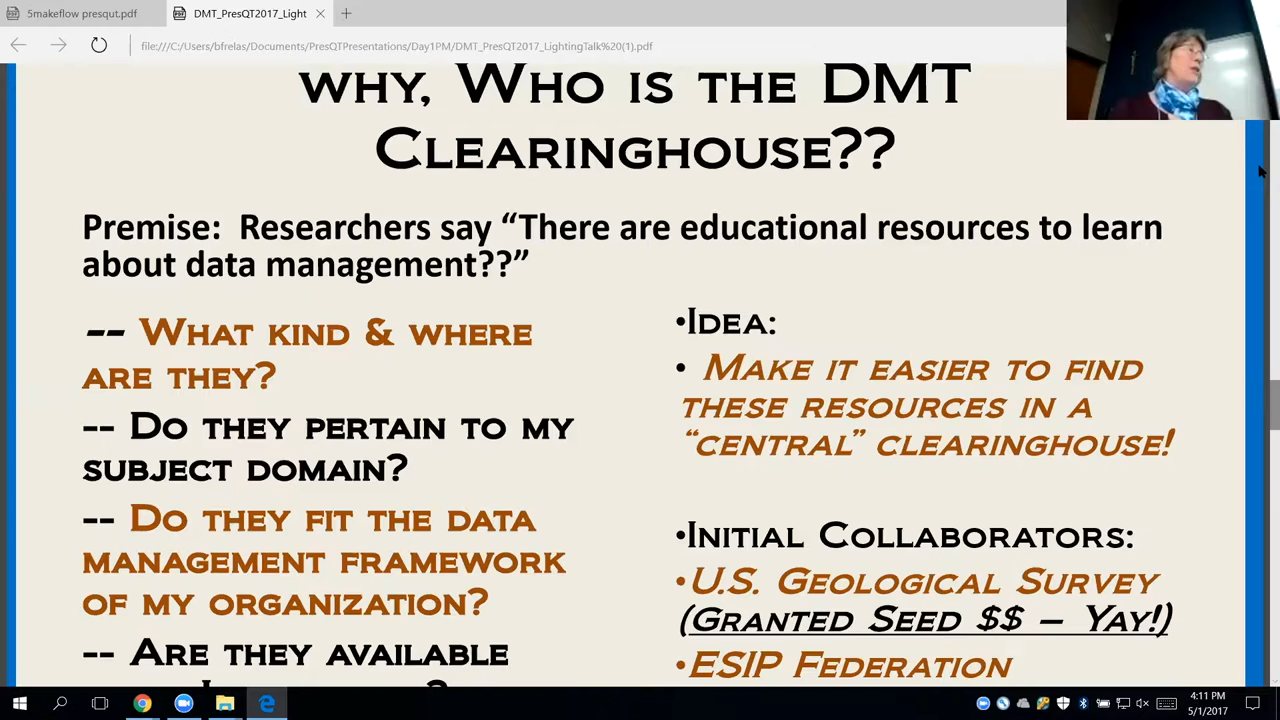 5makeflow presqut.pdf
DMT_PresQT2017_Light
file:///C:/Users/bfrelas/Documents/PresQTPresentations/Day1PM/DMT_PresQT2017_LightingTalk%20(1).pdf
WHY, WHO IS THE DMT
CLEARINGHOUSE??
Premise: Researchers say “There are educational resources to learn
about data management??”
-- WHAT KIND & WHERE
ARE THEY?
-- DO THEY PERTAIN TO MY
SUBJECT DOMAIN?
-- DO THEY FIT THE DATA
MANAGEMENT FRAMEWORK
OF MY ORGANIZATION?
-- ARE THEY AVAILABLE
•IDEA:
• MAKE IT EASIER TO FIND
THESE RESOURCES IN A
“CENTRAL” CLEARINGHOUSE!
•INITIAL COLLABORATORS:
•U.S. GEOLOGICAL SURVEY
(GRANTED SEED $$ – YAY!)
•ESIP FEDERATION
4:11 PM
5/1/2017